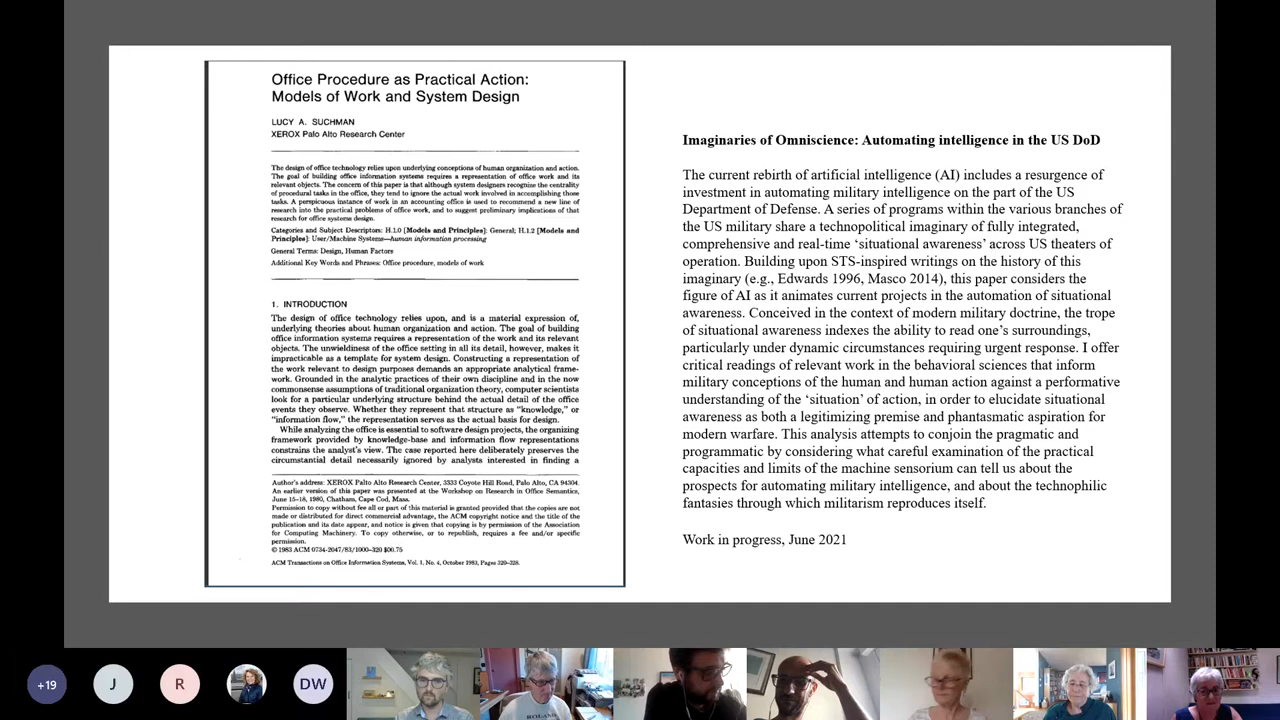 Office Procedure as Practical Action:
Models of Work and System Design
LUCY A. SUCHMAN
XEROX Palo Alto Research Center
The design of office technology relies upon underlying conceptions of human organization and action.
The goal of building office information systems requires a representation of office work and its
relevant objects. The concern of this paper is that although system designers recognize the centrality
of procedural tasks in the office, they tend to ignore the actual work involved in accomplishing those
tasks. A perspicuous instance of work in an accounting office is used to recommend a new line of
research into the practical problems of office work, and to suggest preliminary implications of that
research for office systems design.
Categories and Subject Descriptors: H.1.0 [Models and Principles]: General; H.1.2 [Models and
Principles]: User/Machine Systems—human information processing
General Terms: Design, Human Factors
Additional Key Words and Phrases: Office procedure, models of work
1. INTRODUCTION
The design of office technology relies upon, and is a material expression of,
underlying theories about human organization and action. The goal of building
office information systems requires a representation of the work and its relevant
objects. The unwieldiness of the office setting in all its detail, however, makes it
impracticable as a template for system design. Constructing a representation of
the work relevant to design purposes demands an appropriate analytical frame-
work. Grounded in the analytic practices of their own discipline and in the now
commonsense assumptions of traditional organization theory, computer scientists
look for a particular underlying structure behind the actual detail of the office
events they observe. Whether they represent that structure as "knowledge," or
"information flow," the representation serves as the actual basis for design.
While analyzing the office is essential to software design projects, the organizing
framework provided by knowledge-base and information flow representations
constrains the analyst's view. The case reported here deliberately preserves the
circumstantial detail necessarily ignored by analysts interested in finding a
Author's address: XEROX Palto Alto Research Center, 3333 Coyote Hill Road, Palo Alto, CA 94304.
An earlier version of this paper was presented at the Workshop on Research in Office Semantics,
June 15-18, 1980, Chatham, Cape Cod, Mass.
Permission to copy without fee all or part of this material is granted provided that the copies are not
made or distributed for direct commercial advantage, the ACM copyright notice and the title of the
publication and its date appear, and notice is given that copying is by permission of the Association
for Computing Machinery. To copy otherwise, or to republish, requires a fee and/or specific
permission.
© 1983 ACM 0734-2047/83/1000-320 $00.75
ACM Transactions on Office Information Systems, Vol. 1, No. 4, October 1983, Pages 320-328.
Imaginaries of Omniscience: Automating intelligence in the US DoD
The current rebirth of artificial intelligence (AI) includes a resurgence of
investment in automating military intelligence on the part of the US
Department of Defense. A series of programs within the various branches of
the US military share a technopolitical imaginary of fully integrated,
comprehensive and real-time ‘situational awareness’ across US theaters of
operation. Building upon STS-inspired writings on the history of this
imaginary (e.g., Edwards 1996, Masco 2014), this paper considers the
figure of AI as it animates current projects in the automation of situational
awareness. Conceived in the context of modern military doctrine, the trope
of situational awareness indexes the ability to read one’s surroundings,
particularly under dynamic circumstances requiring urgent response. I offer
critical readings of relevant work in the behavioral sciences that inform
military conceptions of the human and human action against a performative
understanding of the ‘situation’ of action, in order to elucidate situational
awareness as both a legitimizing premise and phantasmatic aspiration for
modern warfare. This analysis attempts to conjoin the pragmatic and
programmatic by considering what careful examination of the practical
capacities and limits of the machine sensorium can tell us about the
prospects for automating military intelligence, and about the technophilic
fantasies through which militarism reproduces itself.
Work in progress, June 2021
+19
J
R
DW